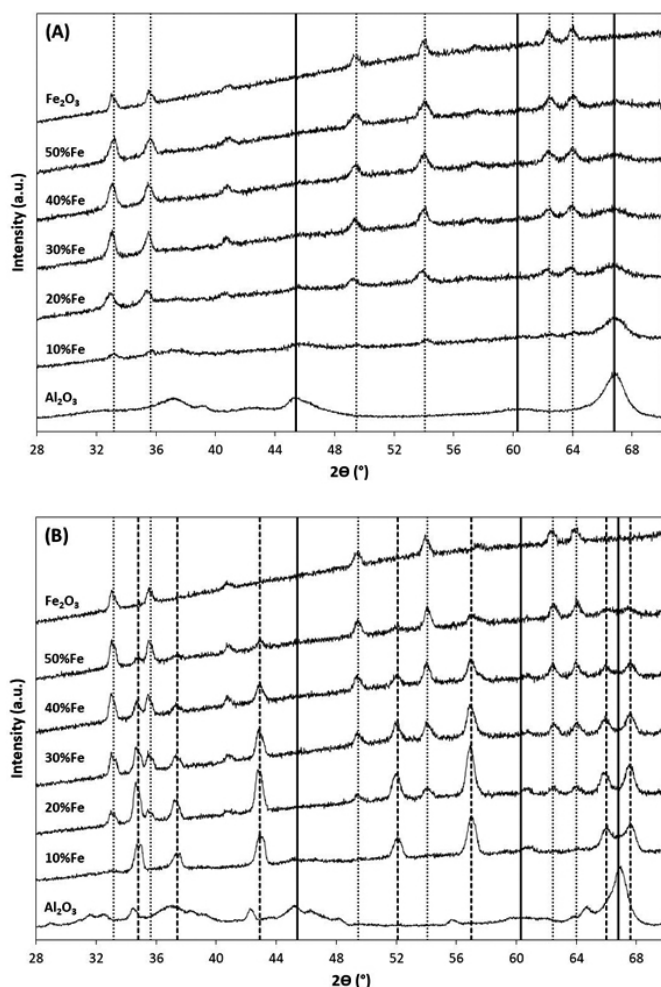 (A)
Intensity (a.u.)
Fe₂O₃
50%Fe
40%Fe
30%Fe
20%Fe
10%Fe
Al₂O₃
28 32 36 40 44 48 52 56 60 64 68
2Θ (°)
(B)
Intensity (a.u.)
Fe₂O₃
50%Fe
40%Fe
30%Fe
20%Fe
10%Fe
Al₂O₃
28 32 36 40 44 48 52 56 60 64 68
2Θ (°)